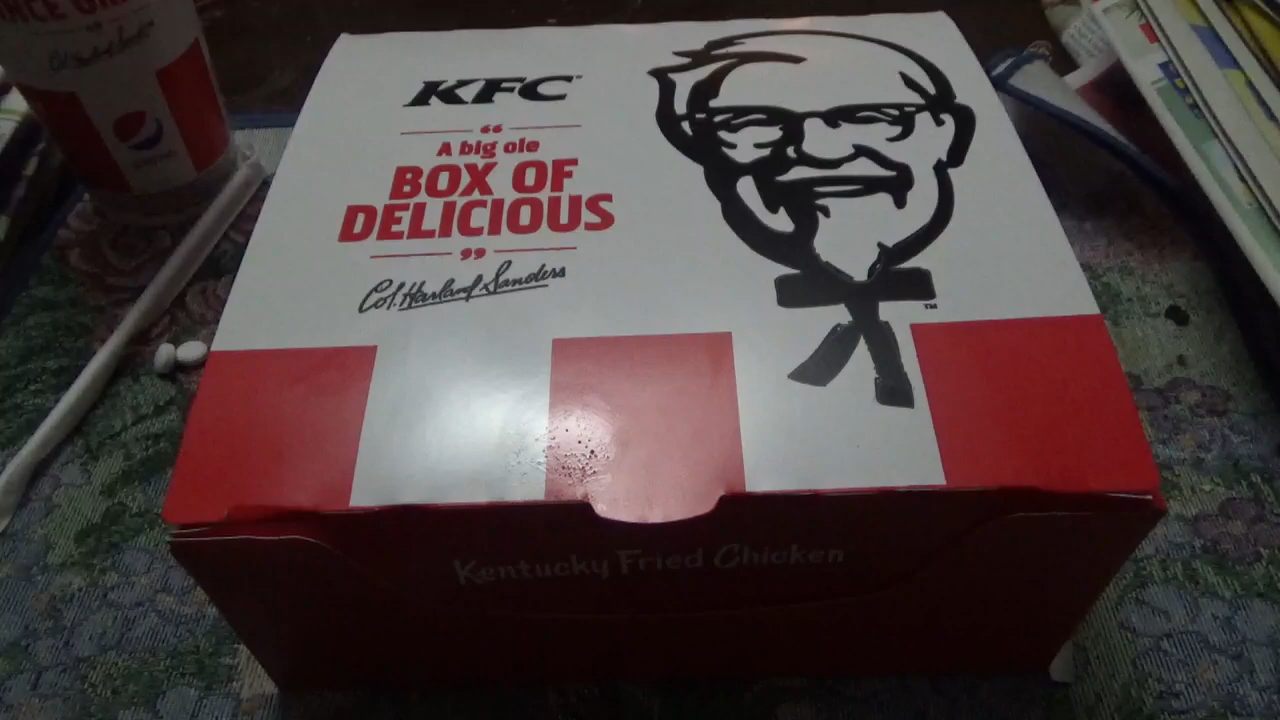 KFC
“
A big ole
BOX OF
DELICIOUS
”
Col. Harland Sanders
TM
Kentucky Fried Chicken